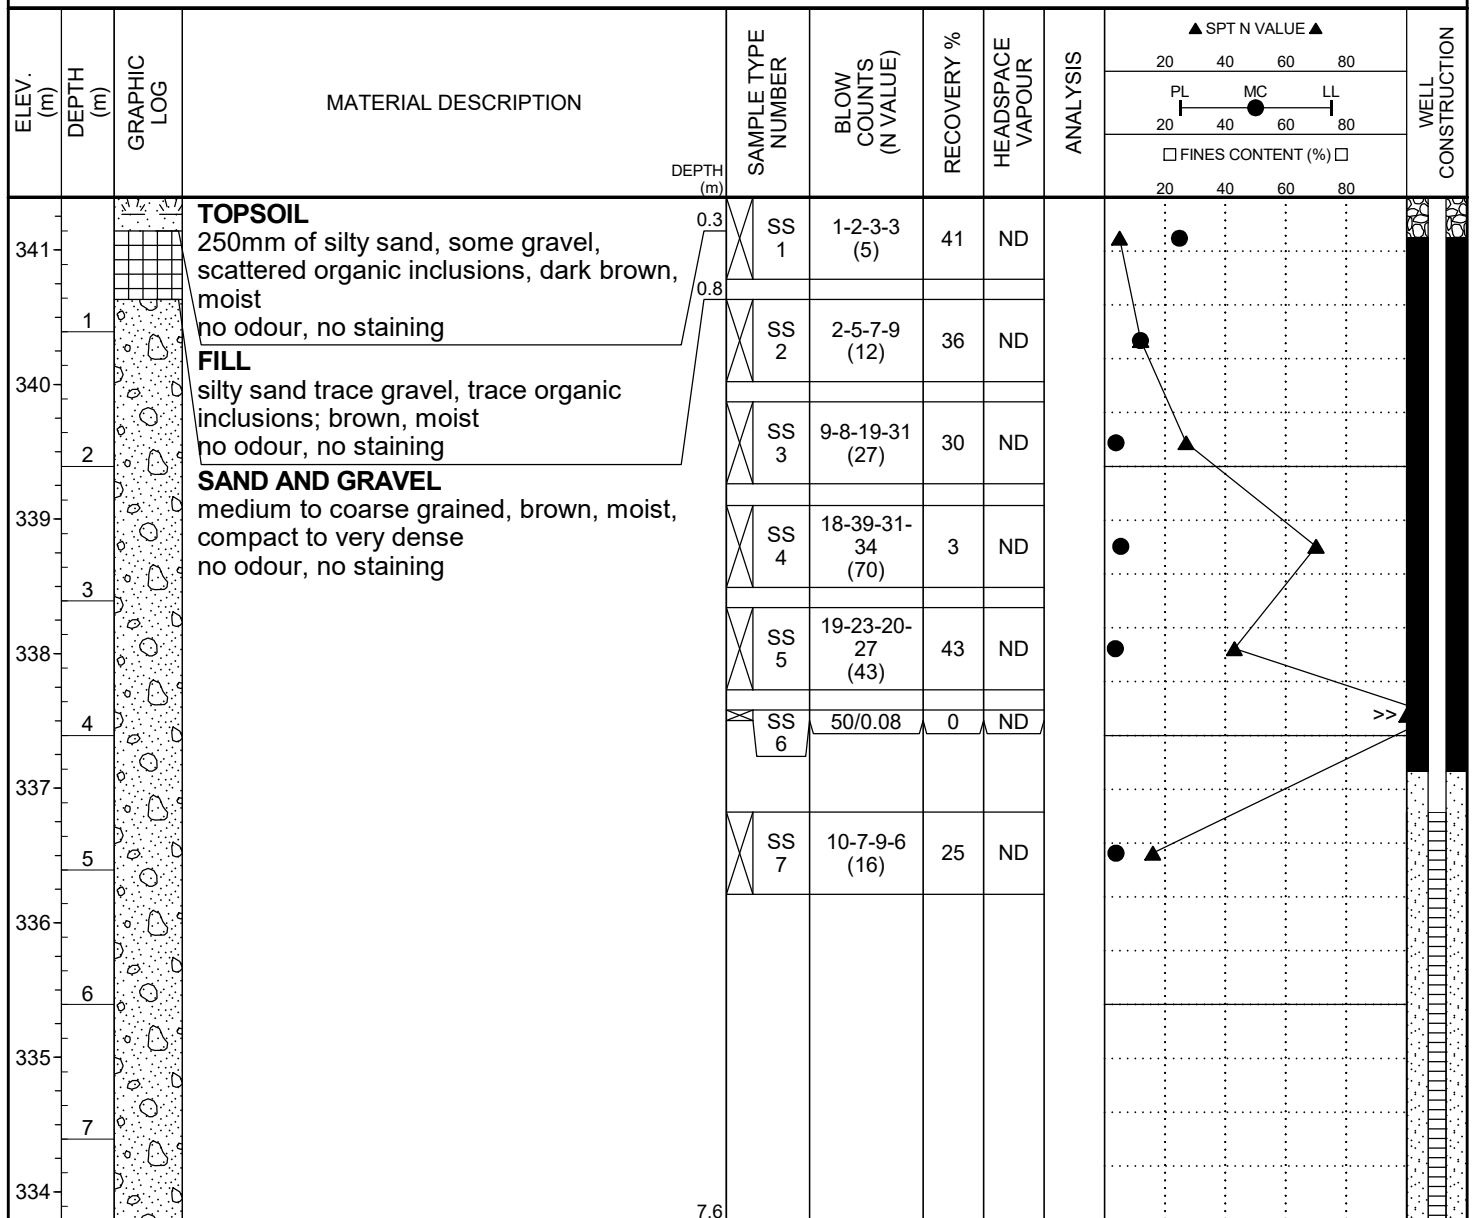 ELEV. (m)
DEPTH (m)
GRAPHIC LOG
MATERIAL DESCRIPTION
DEPTH (m)
SAMPLE TYPE NUMBER
BLOW COUNTS (N VALUE)
RECOVERY %
HEADSPACE VAPOUR
ANALYSIS
▲ SPT N VALUE ▲
20 40 60 80
PL MC LL
20 40 60 80
□ FINES CONTENT (%) □
20 40 60 80
WELL CONSTRUCTION
TOPSOIL
250mm of silty sand, some gravel,
scattered organic inclusions, dark brown,
moist
no odour, no staining
0.3
FILL
silty sand trace gravel, trace organic
inclusions; brown, moist
no odour, no staining
0.8
SAND AND GRAVEL
medium to coarse grained, brown, moist,
compact to very dense
no odour, no staining
7.6
341
340
339
338
337
336
335
334
1
2
3
4
5
6
7
SS 1
1-2-3-3
(5)
41
ND
SS 2
2-5-7-9
(12)
36
ND
SS 3
9-8-19-31
(27)
30
ND
SS 4
18-39-31-
34
(70)
3
ND
SS 5
19-23-20-
27
(43)
43
ND
SS 6
50/0.08
0
ND
>>
SS 7
10-7-9-6
(16)
25
ND